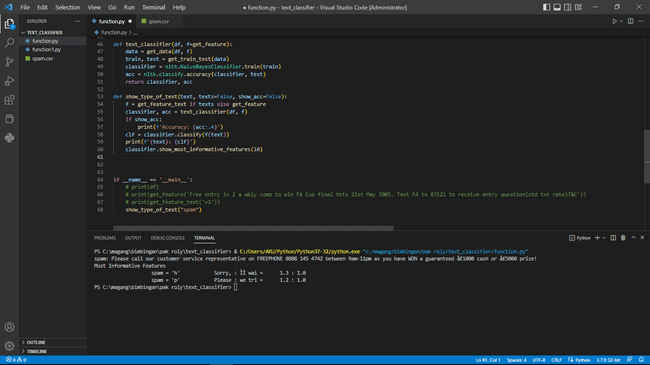 File Edit Selection View Go Run Terminal Help
● function.py - text_classifier - Visual Studio Code [Administrator]
EXPLORER
function.py ●
spam.csv
TEXT_CLASSIFIER
function.py > ...
function.py
function1.py
spam.csv
46 def text_classifier(df, f=get_feature):
47 data = get_data(df, f)
48 train, test = get_train_test(data)
49 classifier = nltk.NaiveBayesClassifier.train(train)
50 acc = nltk.classify.accuracy(classifier, test)
51 return classifier, acc
52
53 def show_type_of_text(text, texts=False, show_acc=False):
54 f = get_feature_text if texts else get_feature
55 classifier, acc = text_classifier(df, f)
56 if show_acc:
57 print(f'Accuracy: {acc:.4}')
58 clf = classifier.classify(f(text))
59 print(f'{text}: {clf}')
60 classifier.show_most_informative_features(10)
61
62
63
64 if __name__ == '__main__':
65 # print(df)
66 # print(get_feature('Free entry in 2 a wkly comp to win FA Cup final tkts 21st May 2005. Text FA to 87121 to receive entry question(std txt rate)T&C'))
67 # print(get_feature_text('v1'))
68 show_type_of_text("spam")
PROBLEMS OUTPUT DEBUG CONSOLE TERMINAL
Python
PS C:\magang\bimbingan\pak roly\text_classifier> & C:/Users/ASU/Python/Python37-32/python.exe "c:/magang/bimbingan/pak roly/text_classifier/function.py"
spam: Please call our customer service representative on FREEPHONE 0808 145 4742 between 9am-11pm as you have WON a guaranteed å£1000 cash or å£5000 prize!
Most Informative Features
spam = 'h' Sorry, : ÌÏ wai = 1.3 : 1.0
spam = 'p' Please : we tri = 1.2 : 1.0
PS C:\magang\bimbingan\pak roly\text_classifier>
OUTLINE
TIMELINE
0 0
Ln 61, Col 1 Spaces: 4 UTF-8 CRLF Python 3.7.0 32-bit